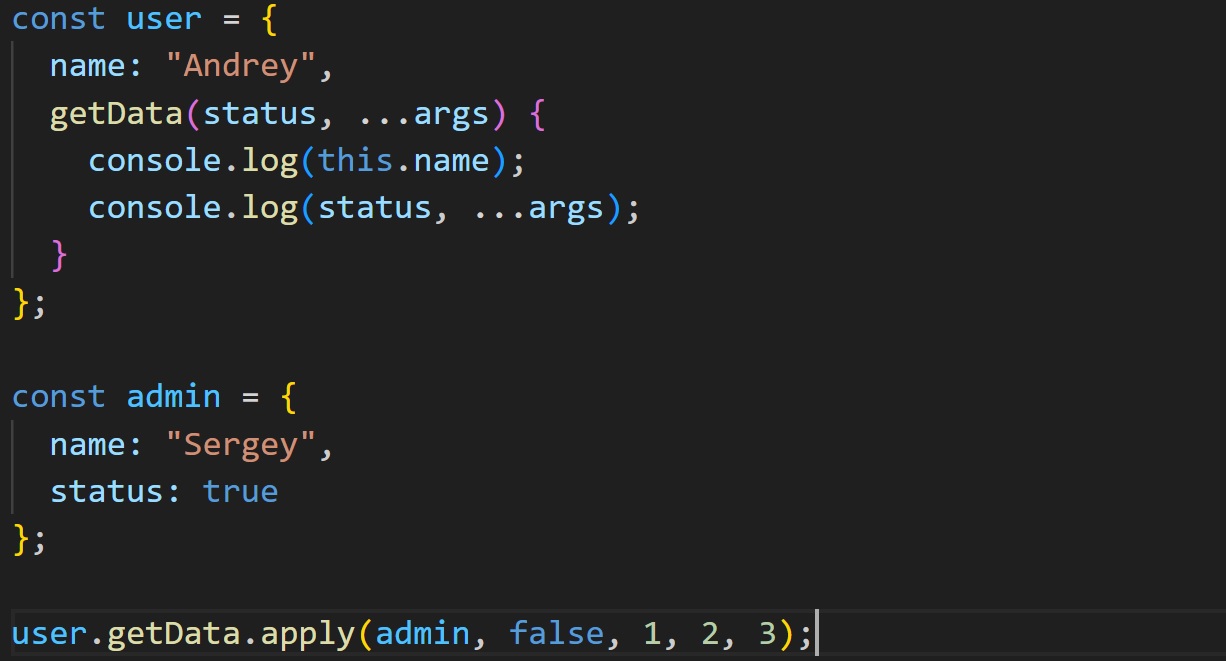 const user = {
  name: "Andrey",
  getData(status, ...args) {
    console.log(this.name);
    console.log(status, ...args);
  }
};

const admin = {
  name: "Sergey",
  status: true
};

user.getData.apply(admin, false, 1, 2, 3);